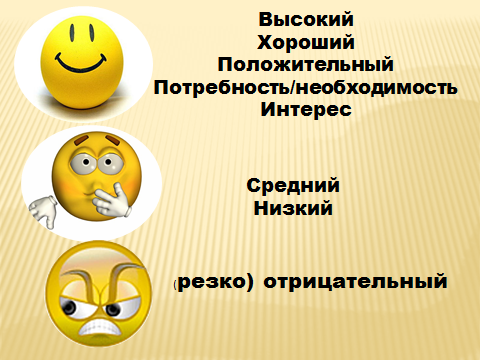 Высокий
Хороший
Положительный
Потребность/необходимость
Интерес
Средний
Низкий
(резко) отрицательный